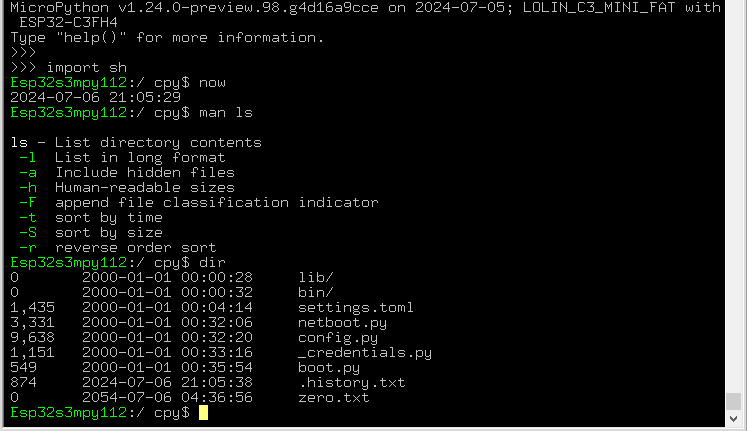 MicroPython v1.24.0-preview.98.g4d16a9cce on 2024-07-05; LOLIN_C3_MINI_FAT with
 ESP32-C3FH4
Type "help()" for more information.
>>>
>>> import sh
Esp32s3mpy112:/ cpy$ now
2024-07-06 21:05:29
Esp32s3mpy112:/ cpy$ man ls

ls - List directory contents
 -l  List in long format
 -a  Include hidden files
 -h  Human-readable sizes
 -F  append file classification indicator
 -t  sort by time
 -S  sort by size
 -r  reverse order sort
Esp32s3mpy112:/ cpy$ dir
0       2000-01-01 00:00:28     lib/
0       2000-01-01 00:00:32     bin/
1,435   2000-01-01 00:04:14     settings.toml
3,331   2000-01-01 00:32:06     netboot.py
9,638   2000-01-01 00:32:20     config.py
1,151   2000-01-01 00:33:16     _credentials.py
549     2000-01-01 00:35:54     boot.py
874     2024-07-06 21:05:38     .history.txt
0       2054-07-06 04:36:56     zero.txt
Esp32s3mpy112:/ cpy$